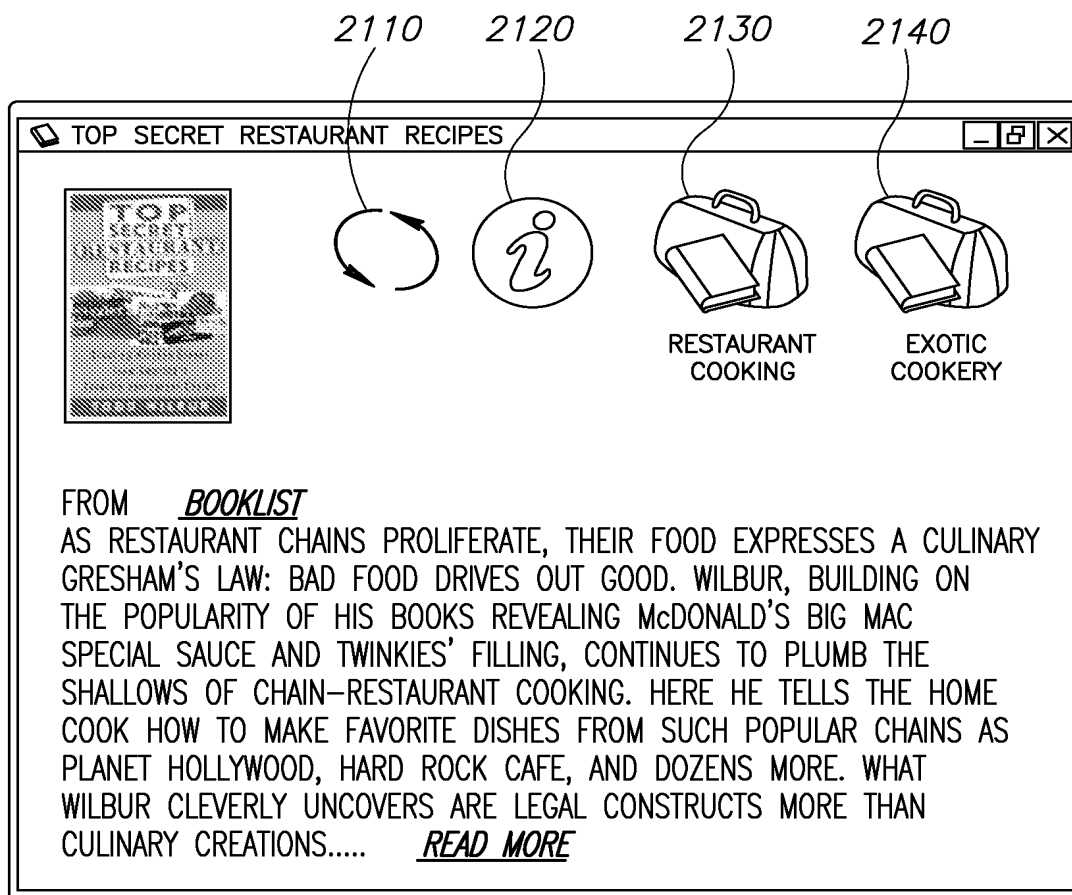 2110 2120 2130 2140
TOP SECRET RESTAURANT RECIPES
TOP
SECRET
RESTAURANT
RECIPES
RESTAURANT
COOKING
EXOTIC
COOKERY
FROM BOOKLIST
AS RESTAURANT CHAINS PROLIFERATE, THEIR FOOD EXPRESSES A CULINARY
GRESHAM'S LAW: BAD FOOD DRIVES OUT GOOD. WILBUR, BUILDING ON
THE POPULARITY OF HIS BOOKS REVEALING McDONALD'S BIG MAC
SPECIAL SAUCE AND TWINKIES' FILLING, CONTINUES TO PLUMB THE
SHALLOWS OF CHAIN–RESTAURANT COOKING. HERE HE TELLS THE HOME
COOK HOW TO MAKE FAVORITE DISHES FROM SUCH POPULAR CHAINS AS
PLANET HOLLYWOOD, HARD ROCK CAFE, AND DOZENS MORE. WHAT
WILBUR CLEVERLY UNCOVERS ARE LEGAL CONSTRUCTS MORE THAN
CULINARY CREATIONS..... READ MORE